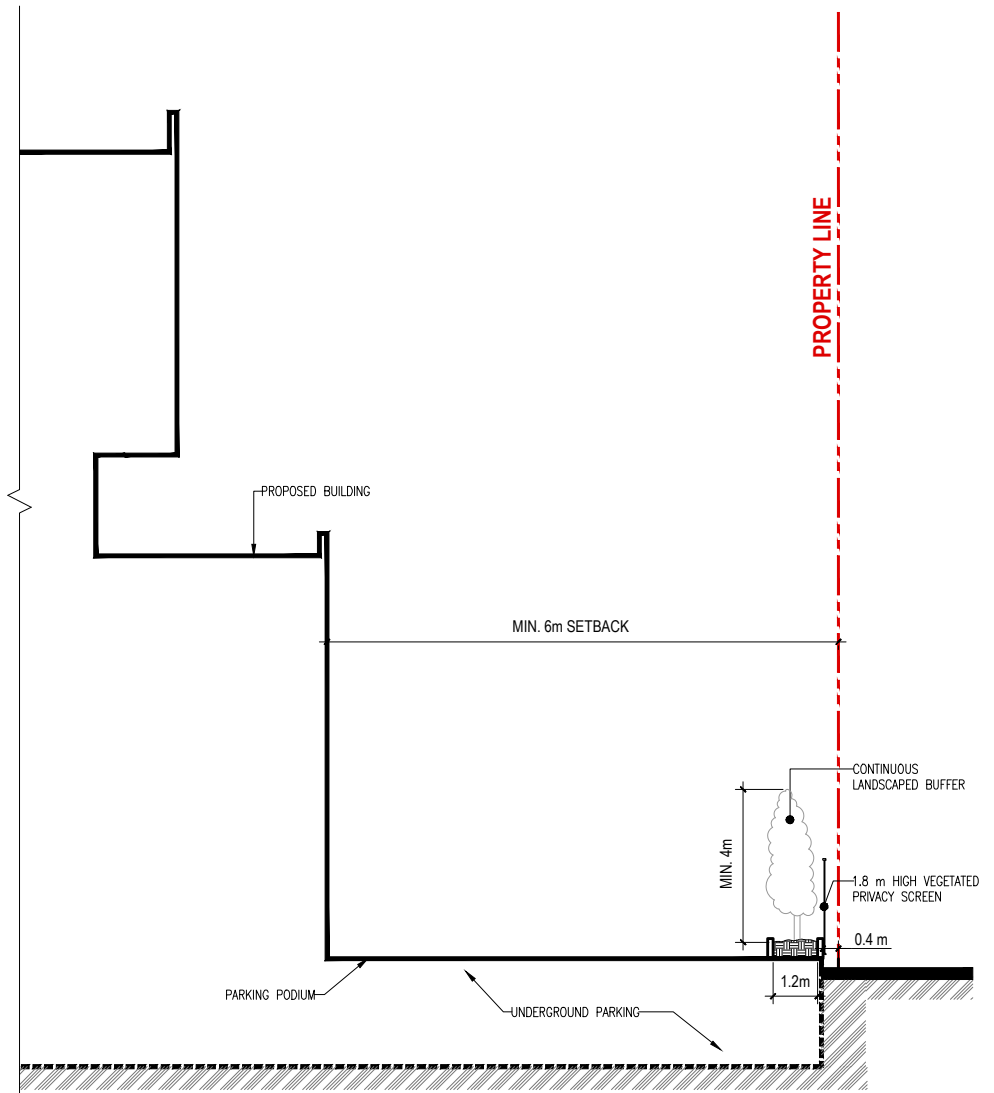 PROPERTY LINE
PROPOSED BUILDING
MIN. 6m SETBACK
CONTINUOUS
LANDSCAPED BUFFER
MIN. 4m
1.8 m HIGH VEGETATED
PRIVACY SCREEN
0.4 m
1.2m
PARKING PODIUM
UNDERGROUND PARKING